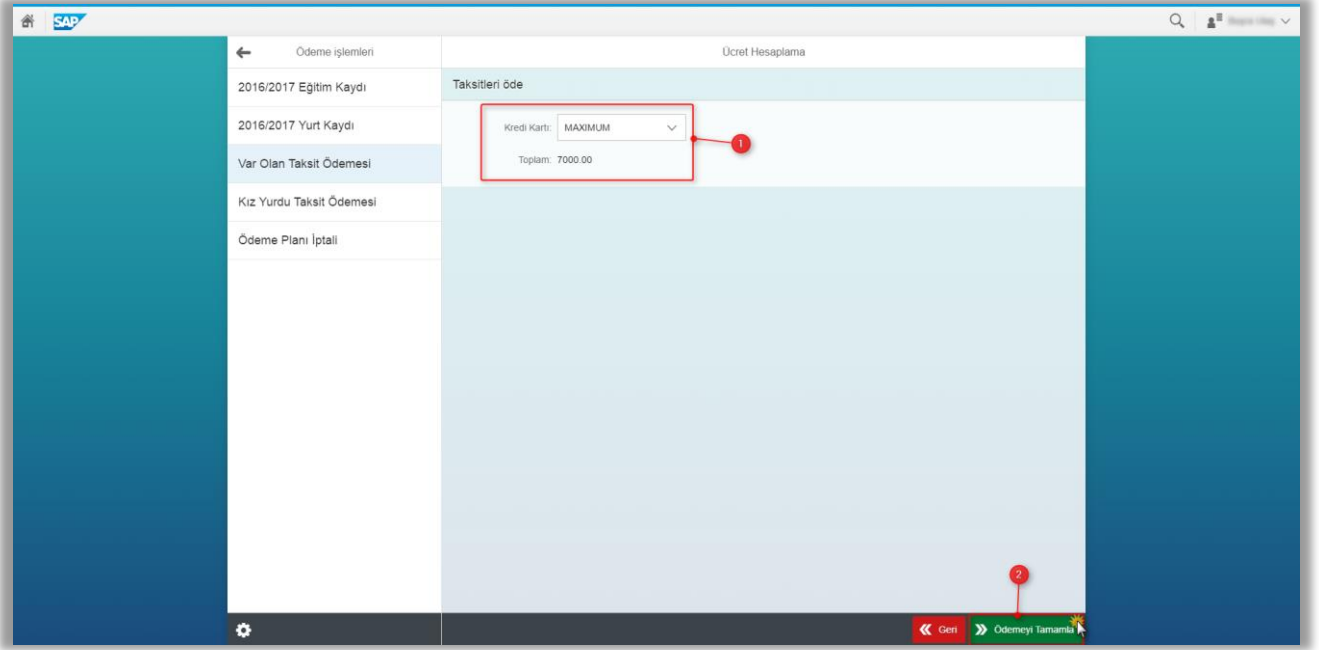 SAP
Ödeme işlemleri
Ücret Hesaplama
2016/2017 Eğitim Kaydı
2016/2017 Yurt Kaydı
Var Olan Taksit Ödemesi
Kız Yurdu Taksit Ödemesi
Ödeme Planı İptali
Taksitleri öde
Kredi Kartı: MAXIMUM
1
Toplam: 7000.00
2
Geri
Ödemeyi Tamamla